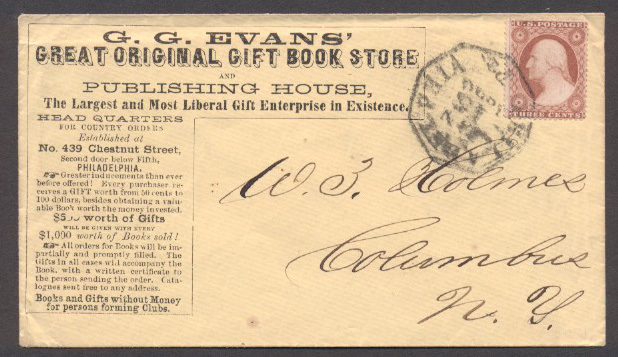 G. G. EVANS'
GREAT ORIGINAL GIFT BOOK STORE
AND
PUBLISHING HOUSE,
The Largest and Most Liberal Gift Enterprise in Existence.
HEAD QUARTERS
FOR COUNTRY ORDERS
Established at
No. 439 Chestnut Street,
Second door below Fifth,
PHILADELPHIA.
Greater inducements than ever
before offered! Every purchaser re-
ceives a GIFT worth from 50 cents to
100 dollars, besides obtaining a valu-
able Book worth the money invested.
worth of Gifts
WILL BE GIVEN WITH EVERY
$1,000 worth of Books sold!
All orders for Books will be im-
partially and promptly filled. The
Gifts in all cases will accompany the
Book, with a written certificate to
the person sending the order. Cata-
logues sent free to any address.
Books and Gifts without Money
for persons forming Clubs.
U.S. POSTAGE
THREE CENTS
PHILA
Holmes
Columbus
N. Y.